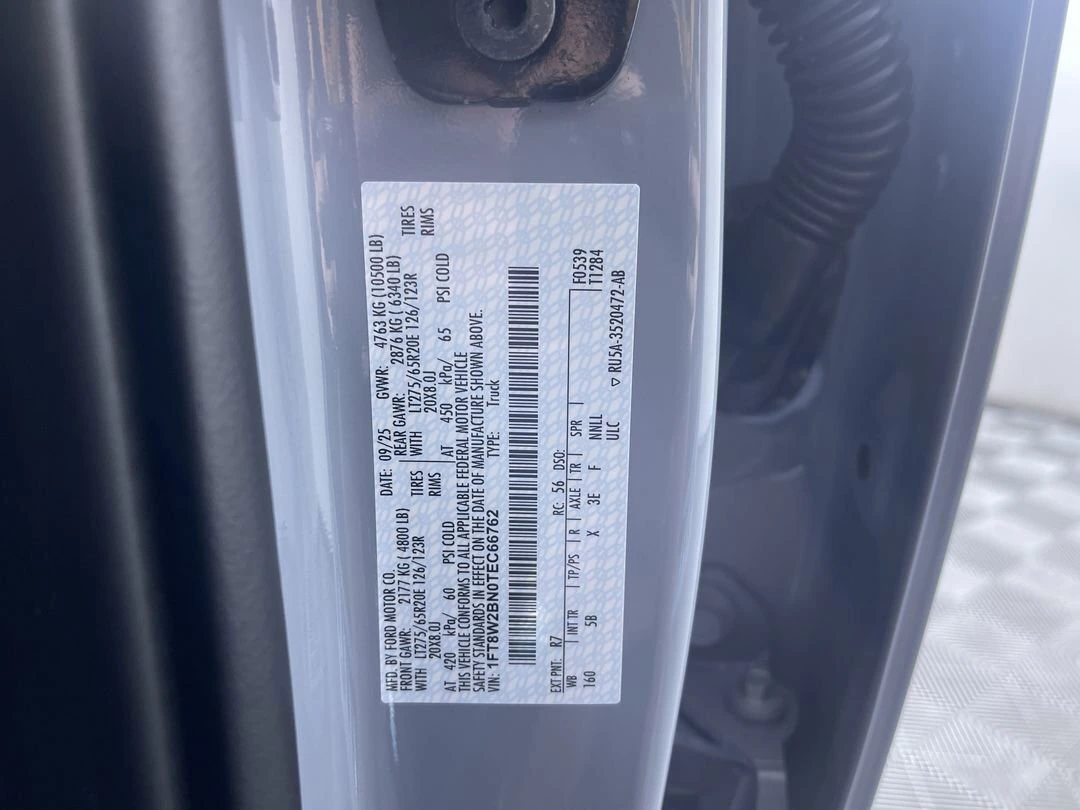 MFD. BY FORD MOTOR CO. DATE: 09/25 GVWR: 4763 KG (10500 LB)
FRONT GAWR: 2177 KG ( 4800 LB) REAR GAWR: 2876 KG ( 6340 LB)
WITH LT275/65R20E 126/123R TIRES WITH LT275/65R20E 126/123R TIRES
20X8.0J RIMS 20X8.0J RIMS
AT 420 kPa/ 60 PSI COLD AT 450 kPa/ 65 PSI COLD
THIS VEHICLE CONFORMS TO ALL APPLICABLE FEDERAL MOTOR VEHICLE
SAFETY STANDARDS IN EFFECT ON THE DATE OF MANUFACTURE SHOWN ABOVE.
VIN: 1FT8W2BN0TEC66762 TYPE: Truck
EXT PNT: R7 RC: 56 DSO: F0539
WB INT TR TP/PS R AXLE TR SPR T1284
160 5B X 3E F NNLL
ULC ▽ RU5A-3520472-AB